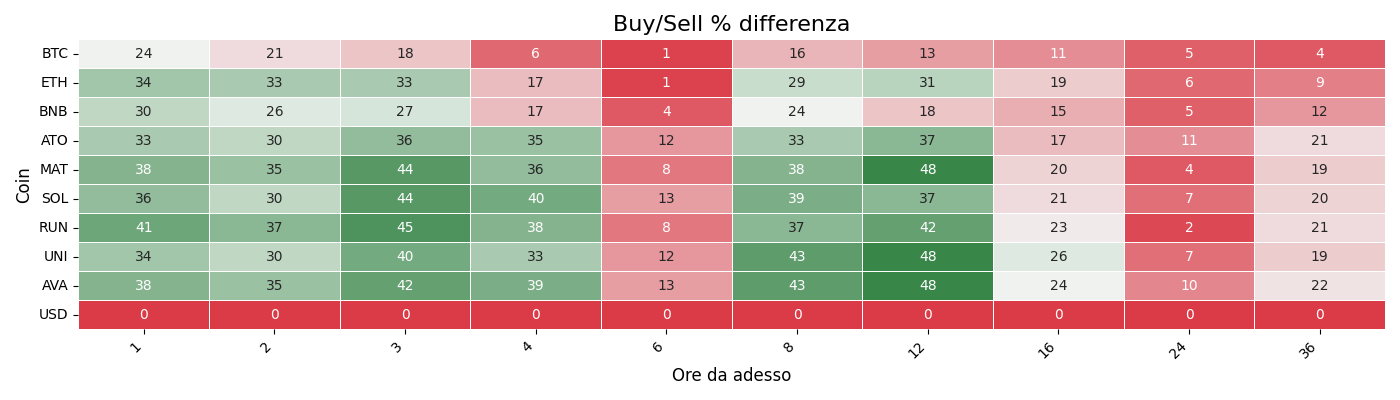 Buy/Sell % differenza
Coin
BTC 24 21 18 6 1 16 13 11 5 4
ETH 34 33 33 17 1 29 31 19 6 9
BNB 30 26 27 17 4 24 18 15 5 12
ATO 33 30 36 35 12 33 37 17 11 21
MAT 38 35 44 36 8 38 48 20 4 19
SOL 36 30 44 40 13 39 37 21 7 20
RUN 41 37 45 38 8 37 42 23 2 21
UNI 34 30 40 33 12 43 48 26 7 19
AVA 38 35 42 39 13 43 48 24 10 22
USD 0 0 0 0 0 0 0 0 0 0
1 2 3 4 6 8 12 16 24 36
Ore da adesso